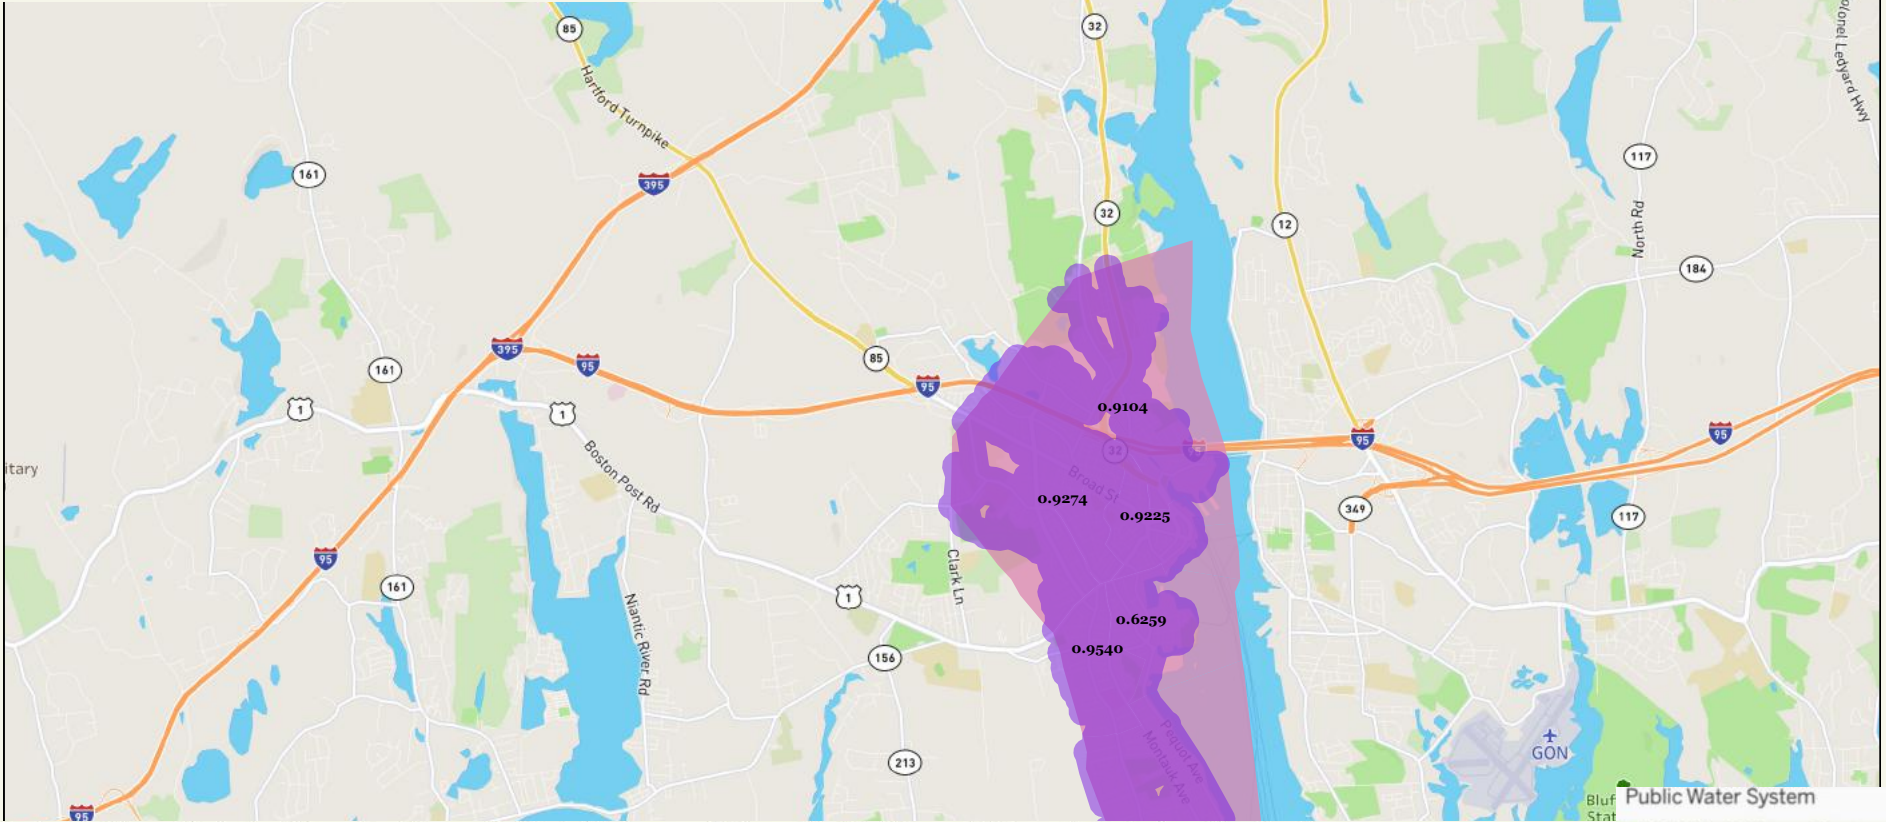 85
32
Hartford Turnpike
olonel Ledyard Hwy
161
395
117
32
North Rd
12
184
395
95
85
95
161
1
1
0.9104
95
95
32
itary
Boston Post Rd
Broad St
0.9274
0.9225
349
117
95
161
Clark Ln
1
Niantic River Rd
0.6259
0.9540
156
Pequot Ave
Montauk Ave
213
GON
Bluf
Stat
Public Water System
95